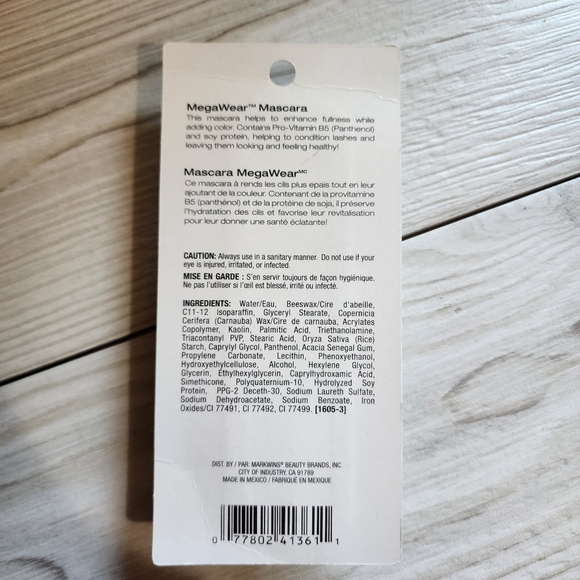 MegaWear™ Mascara
This mascara helps to enhance fullness while
adding color. Contains Pro-Vitamin B5 (Panthenol)
and soy protein, helping to condition lashes and
leaving them looking and feeling healthy!
Mascara MegaWearᴹᶜ
Ce mascara à rends les cils plus epais tout en leur
ajoutant de la couleur. Contenant de la provitamine
B5 (panthénol) et de la protéine de soja, il préserve
l'hydratation des cils et favorise leur revitalisation
pour leur donner une santé éclatante!
CAUTION: Always use in a sanitary manner. Do not use if your
eye is injured, irritated, or infected.
MISE EN GARDE : S'en servir toujours de façon hygiénique.
Ne pas l'utiliser si l'œil est blessé, irrité ou infecté.
INGREDIENTS: Water/Eau, Beeswax/Cire d'abeille,
C11-12 Isoparaffin, Glyceryl Stearate, Copernicia
Cerifera (Carnauba) Wax/Cire de carnauba, Acrylates
Copolymer, Kaolin, Palmitic Acid, Triethanolamine,
Triacontanyl PVP, Stearic Acid, Oryza Sativa (Rice)
Starch, Caprylyl Glycol, Panthenol, Acacia Senegal Gum,
Propylene Carbonate, Lecithin, Phenoxyethanol,
Hydroxyethylcellulose, Alcohol, Hexylene Glycol,
Glycerin, Ethylhexylglycerin, Caprylhydroxamic Acid,
Simethicone, Polyquaternium-10, Hydrolyzed Soy
Protein, PPG-2 Deceth-30, Sodium Laureth Sulfate,
Sodium Dehydroacetate, Sodium Benzoate, Iron
Oxides/CI 77491, CI 77492, CI 77499. [1605-3]
DIST. BY / PAR: MARKWINS® BEAUTY BRANDS, INC.
CITY OF INDUSTRY, CA 91789
MADE IN MEXICO / FABRIQUÉ EN MEXIQUE
0 77802 41361 1